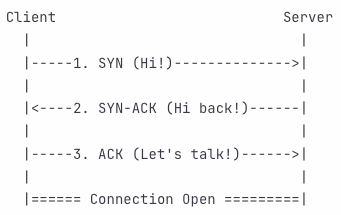 Client                           Server
  |                                 |
  |-----1. SYN (Hi!)-------------->|
  |                                 |
  |<----2. SYN-ACK (Hi back!)------|
  |                                 |
  |-----3. ACK (Let's talk!)------>|
  |                                 |
  |====== Connection Open =========|